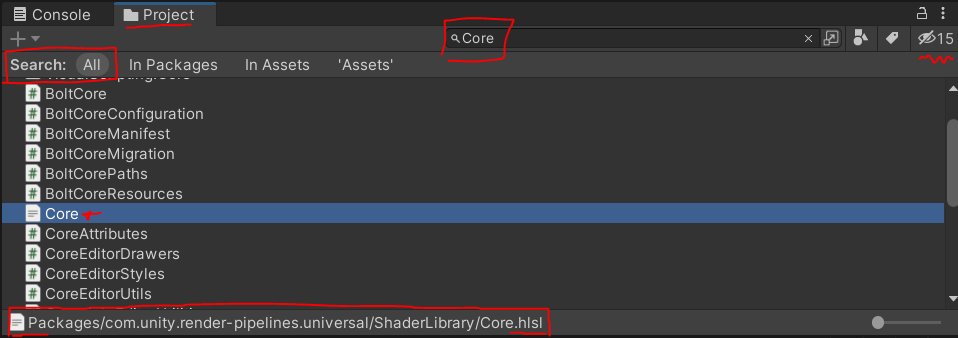 Console Project
Core 15
Search: All In Packages In Assets 'Assets'
BoltCore
BoltCoreConfiguration
BoltCoreManifest
BoltCoreMigration
BoltCorePaths
BoltCoreResources
Core
CoreAttributes
CoreEditorDrawers
CoreEditorStyles
CoreEditorUtils
Packages/com.unity.render-pipelines.universal/ShaderLibrary/Core.hlsl